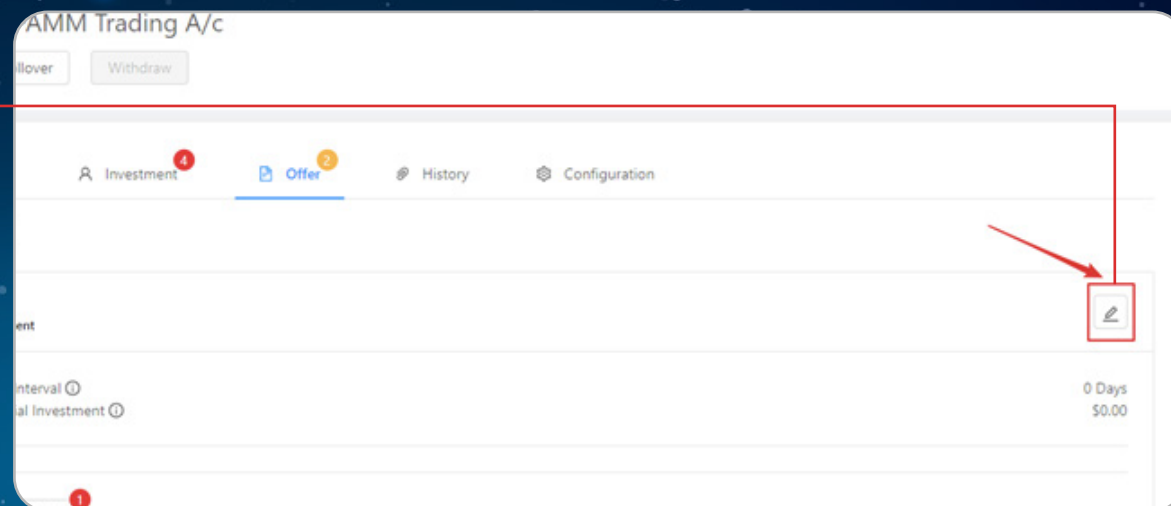 AMM Trading A/c
llover Withdraw
Investment 4 Offer 2 History Configuration
ent
nterval 0 Days
al Investment $0.00
1